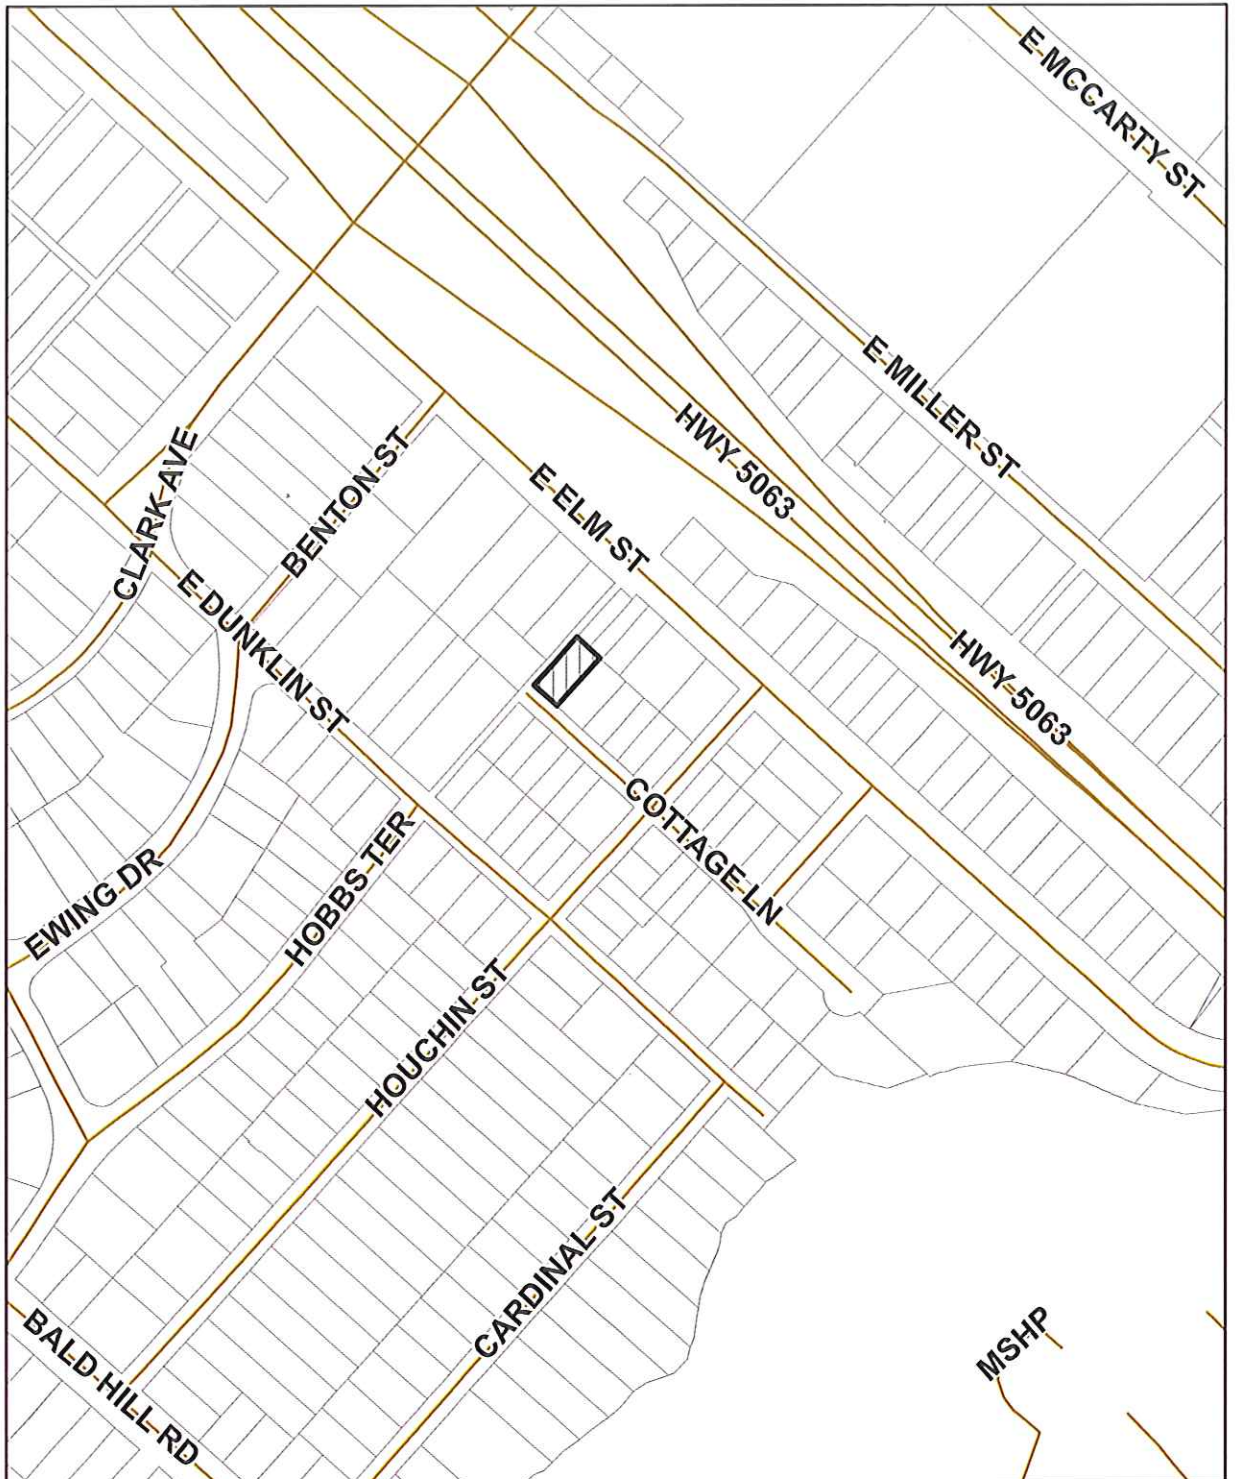 E MCCARTY ST
E MILLER ST
HWY 5063
CLARK AVE
BENTON ST
E ELM ST
E DUNKLIN ST
HWY 5063
COTTAGE LN
EWING DR
HOBBS TER
HOUCHIN ST
CARDINAL ST
MSHP
BALD HILL RD